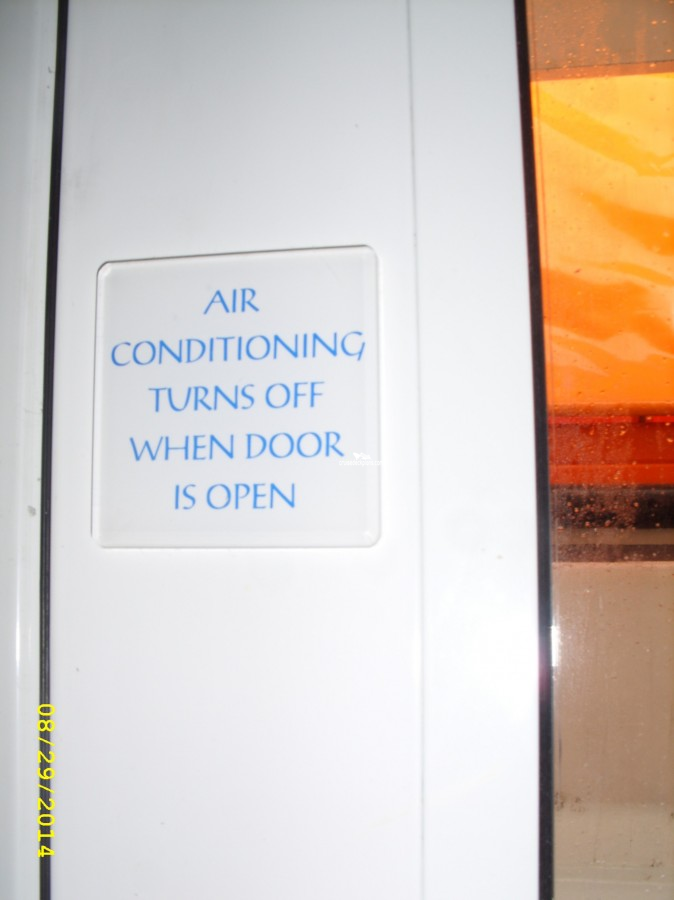 AIR
CONDITIONING
TURNS OFF
WHEN DOOR
IS OPEN
08/29/2014